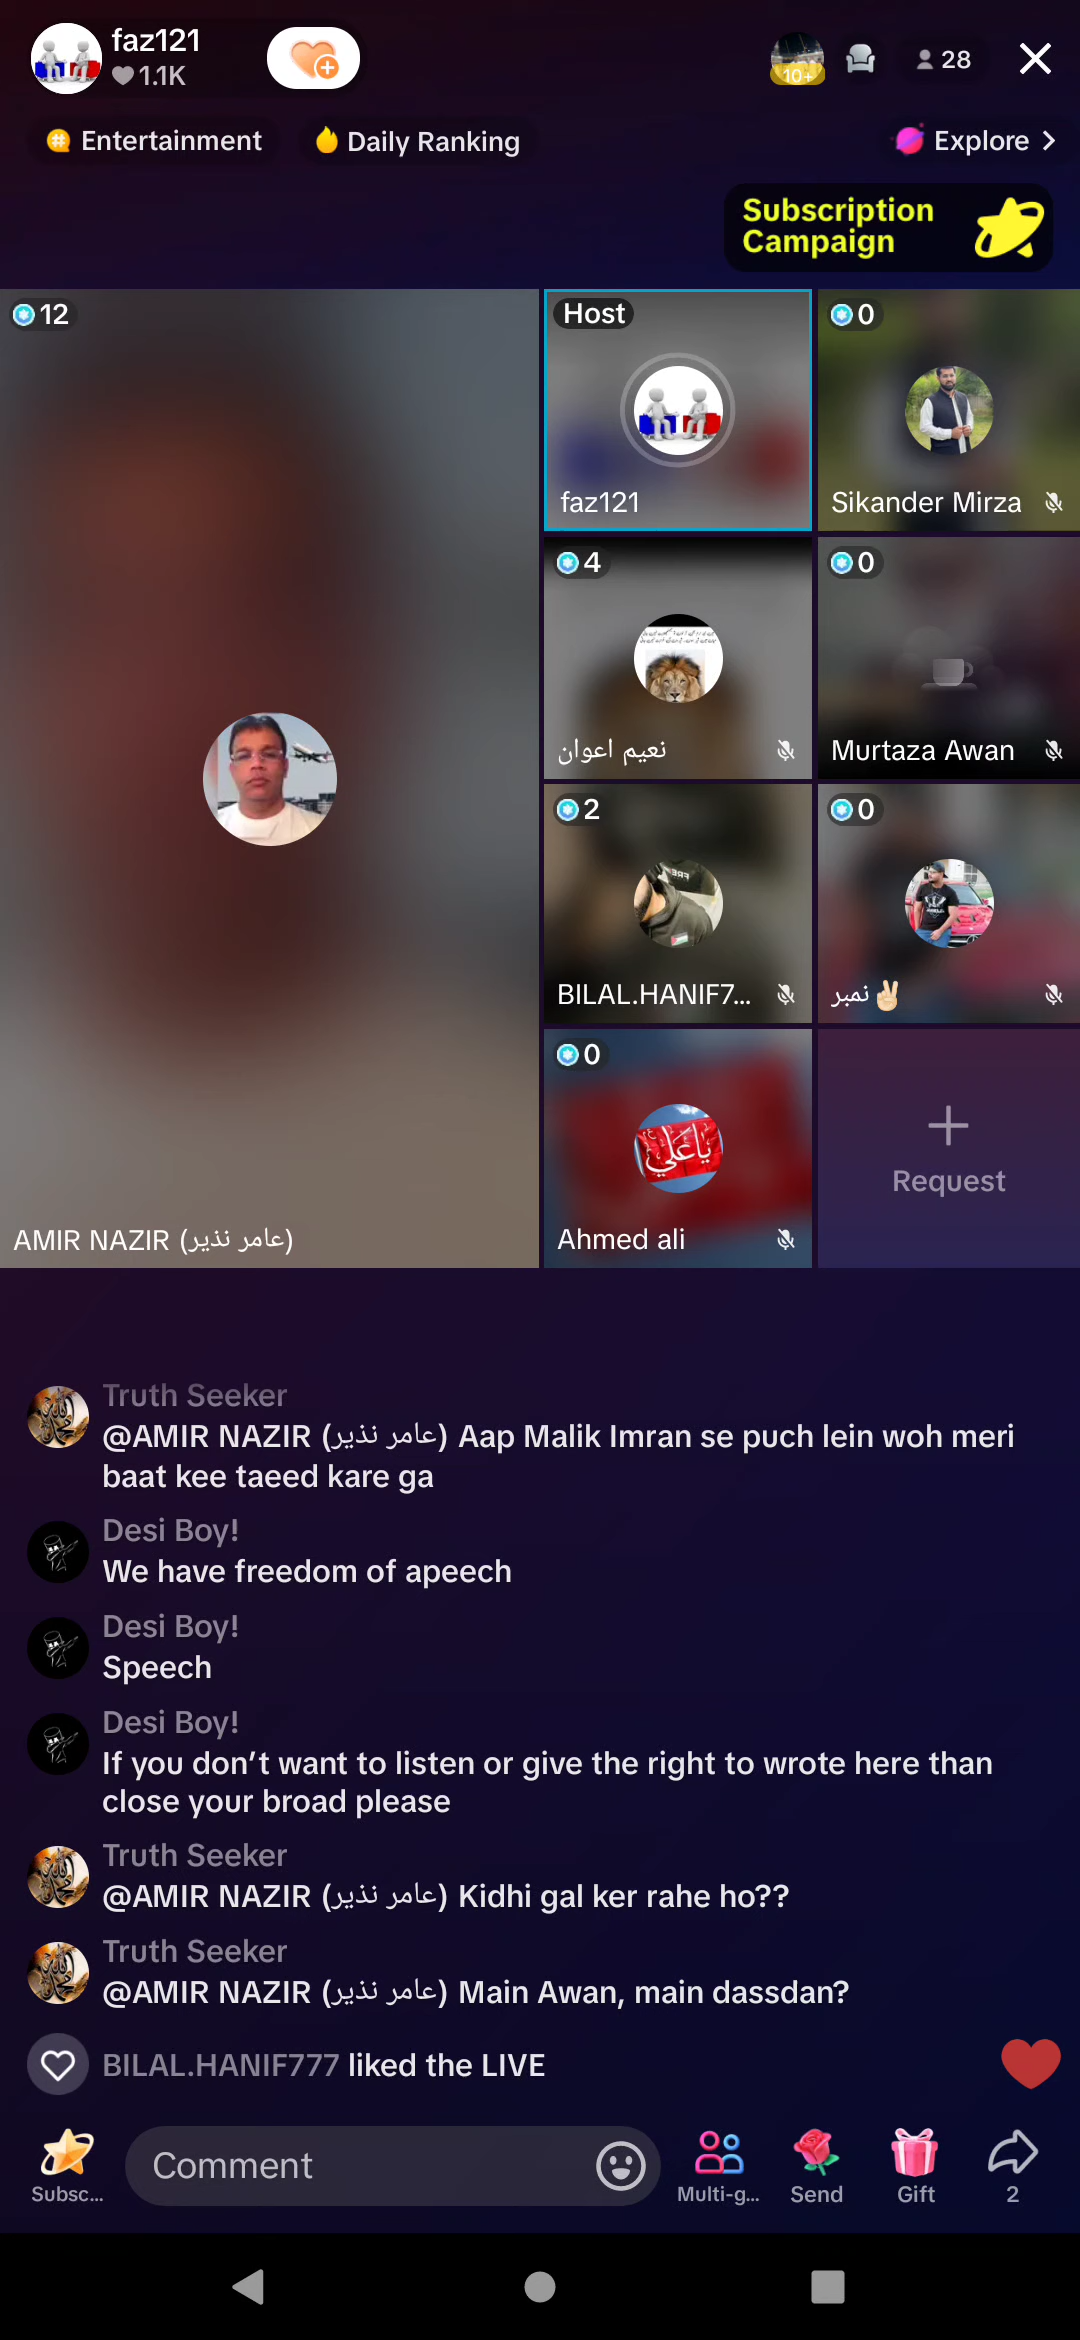 faz121
1.1K
10+
28
Entertainment
Daily Ranking
Explore
Subscription
Campaign
12
Host
0
faz121
Sikander Mirza
4
0
نعیم اعوان
Murtaza Awan
2
0
BILAL.HANIF7...
نمبر✌🏻
0
ياعلي
Request
AMIR NAZIR (عامر نذیر)
Ahmed ali
Truth Seeker
@AMIR NAZIR (عامر نذیر) Aap Malik Imran se puch lein woh meri
baat kee taeed kare ga
Desi Boy!
We have freedom of apeech
Desi Boy!
Speech
Desi Boy!
If you don’t want to listen or give the right to wrote here than
close your broad please
Truth Seeker
@AMIR NAZIR (عامر نذیر) Kidhi gal ker rahe ho??
Truth Seeker
@AMIR NAZIR (عامر نذیر) Main Awan, main dassdan?
BILAL.HANIF777 liked the LIVE
Comment
Subsc...
Multi-g...
Send
Gift
2